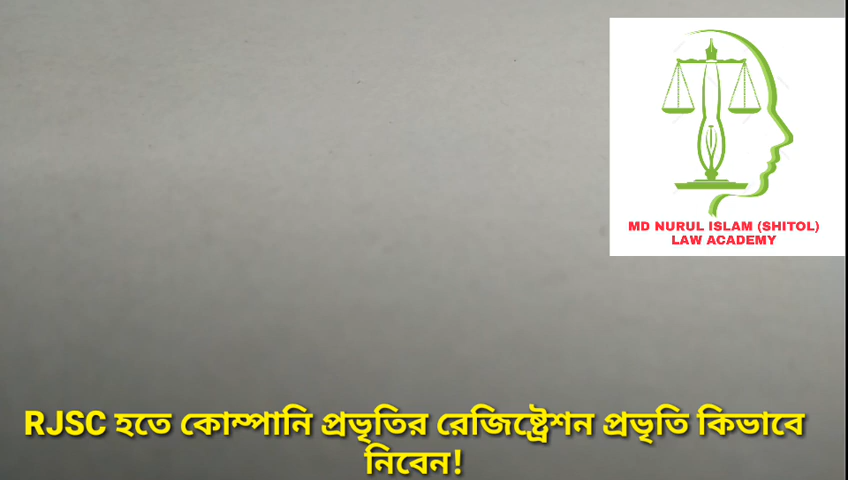 MD NURUL ISLAM (SHITOL)
LAW ACADEMY
RJSC হতে কোম্পানি প্রভৃতির রেজিষ্ট্রেশন প্রভৃতি কিভাবে
নিবেন!